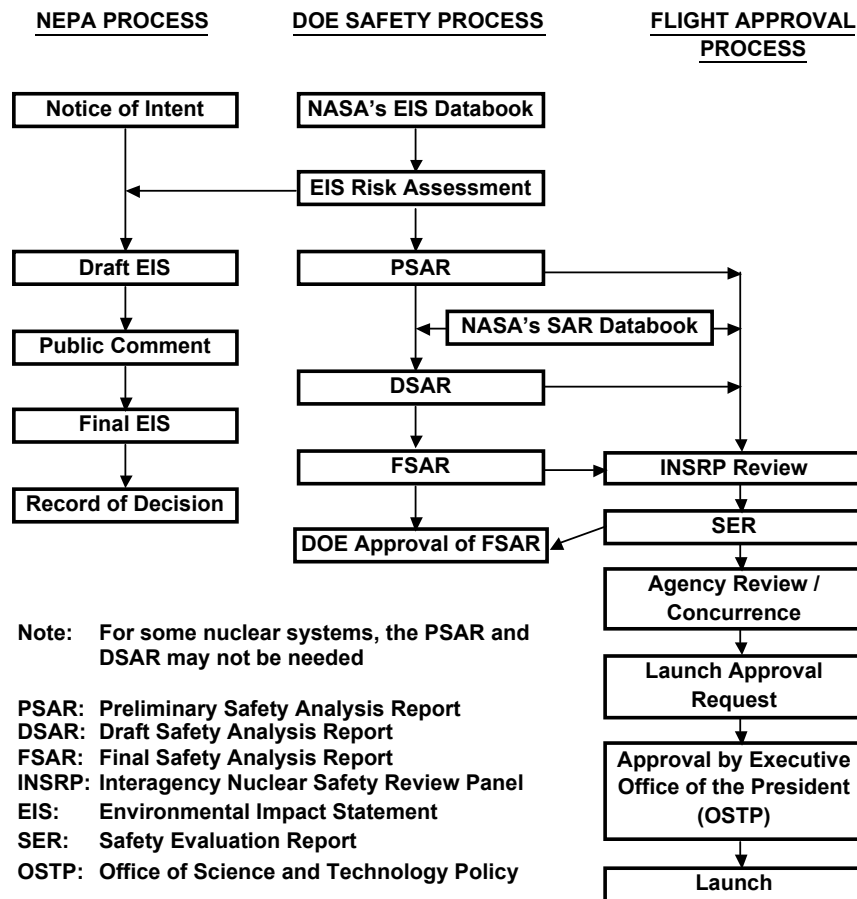 NEPA PROCESS
DOE SAFETY PROCESS
FLIGHT APPROVAL
PROCESS
Notice of Intent
NASA's EIS Databook
EIS Risk Assessment
Draft EIS
PSAR
NASA's SAR Databook
Public Comment
DSAR
Final EIS
FSAR
INSRP Review
Record of Decision
DOE Approval of FSAR
SER
Agency Review /
Concurrence
Launch Approval
Request
Approval by Executive
Office of the President
(OSTP)
Launch
Note: For some nuclear systems, the PSAR and
DSAR may not be needed
PSAR: Preliminary Safety Analysis Report
DSAR: Draft Safety Analysis Report
FSAR: Final Safety Analysis Report
INSRP: Interagency Nuclear Safety Review Panel
EIS: Environmental Impact Statement
SER: Safety Evaluation Report
OSTP: Office of Science and Technology Policy